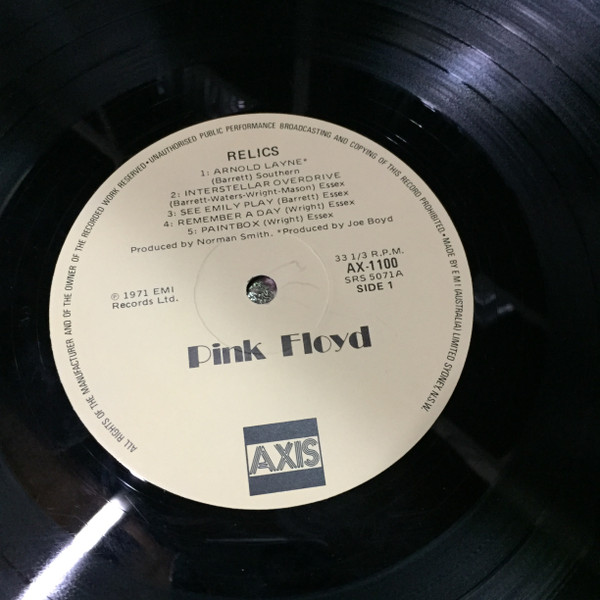 ALL RIGHTS OF THE MANUFACTURER AND OF THE OWNER OF THE RECORDED WORK RESERVED•UNAUTHORISED PUBLIC PERFORMANCE BROADCASTING AND COPYING OF THIS RECORD PROHIBITED.•MADE BY E M I (AUSTRALIA) LIMITED SYDNEY. N.S.W.
RELICS
1: ARNOLD LAYNE*
(Barrett) Southern
2: INTERSTELLAR OVERDRIVE
(Barrett-Waters-Wright-Mason) Essex
3: SEE EMILY PLAY (Barrett) Essex
4: REMEMBER A DAY (Wright) Essex
5: PAINTBOX (Wright) Essex
Produced by Norman Smith. *Produced by Joe Boyd
33 1/3 R.P.M.
AX-1100
SRS 5071A
SIDE 1
℗ 1971 EMI
Records Ltd.
Pink Floyd
AXIS